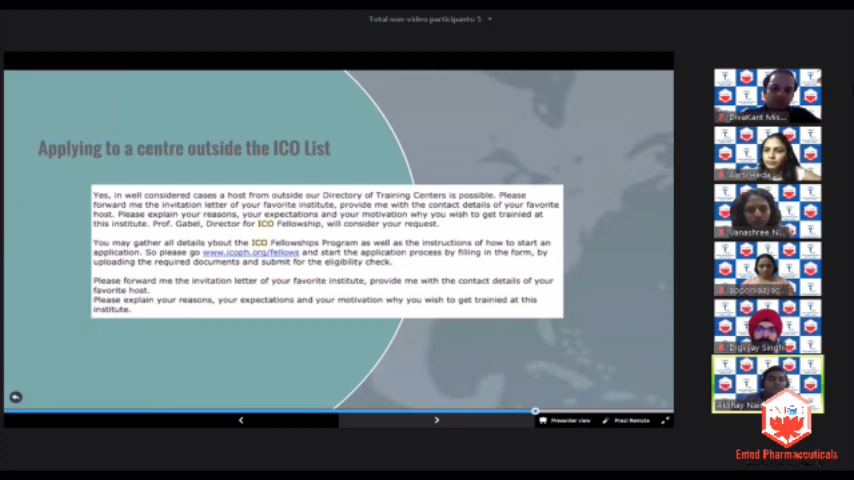 Total non-video participants: 5
Applying to a centre outside the ICO List
Yes, in well considered cases a host from outside our Directory of Training Centers is possible. Please
forward me the invitation letter of your favorite institute, provide me with the contact details of your favorite
host. Please explain your reasons, your expectations and your motivation why you wish to get trainied at
this institute. Prof. Gabel, Director for ICO Fellowship, will consider your request.
You may gather all details ybout the ICO Fellowships Program as well as the instructions of how to start an
application. So please go www.icoph.org/fellows and start the application process by filling in the form, by
uploading the required documents and submit for the eligibility check.
Please forward me the invitation letter of your favorite institute, provide me with the contact details of your
favorite host.
Please explain your reasons, your expectations and your motivation why you wish to get trainied at this
institute.
Presenter view
Prezi Remote
DivaKant Mis...
Aarti Heda
Vanashree N...
Digvijay Singh
Akshay Nai
Entod Pharmaceuticals